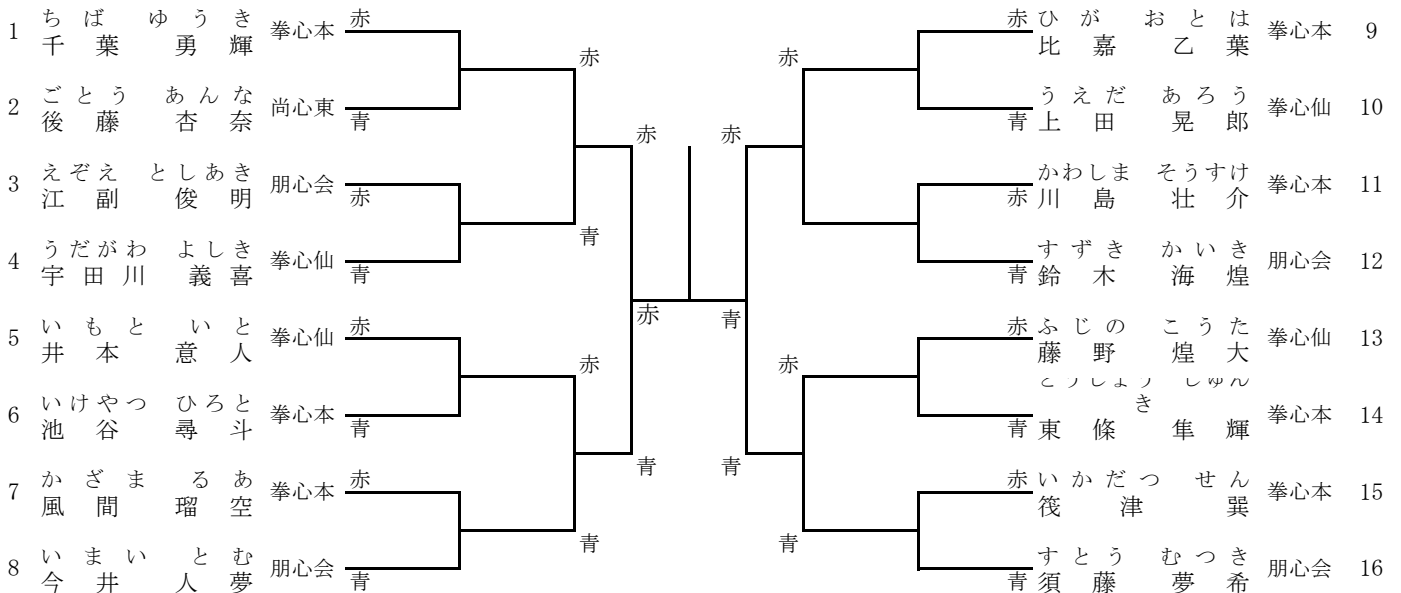 ちば ゆうき
1 千葉 勇輝 拳心本 赤
ごとう あんな
2 後藤 杏奈 尚心東 青
えぞえ としあき
3 江副 俊明 朋心会 赤
うだがわ よしき
4 宇田川 義喜 拳心仙 青
いもと いと
5 井本 意人 拳心仙 赤
いけやつ ひろと
6 池谷 尋斗 拳心本 青
かざま るあ
7 風間 瑠空 拳心本 赤
いまい とむ
8 今井 人夢 朋心会 青
赤
青
赤
青
赤
青
赤
青
赤
青
赤
赤
青
青
ひが おとは
赤 比嘉 乙葉 拳心本 9
うえだ あろう
青 上田 晃郎 拳心仙 10
かわしま そうすけ
赤 川島 壮介 拳心本 11
すずき かいき
青 鈴木 海煌 朋心会 12
ふじの こうた
赤 藤野 煌大 拳心仙 13
とうじょう しゅん
き
青 東條 隼輝 拳心本 14
いかだつ せん
赤 筏津 巽 拳心本 15
すとう むつき
青 須藤 夢希 朋心会 16